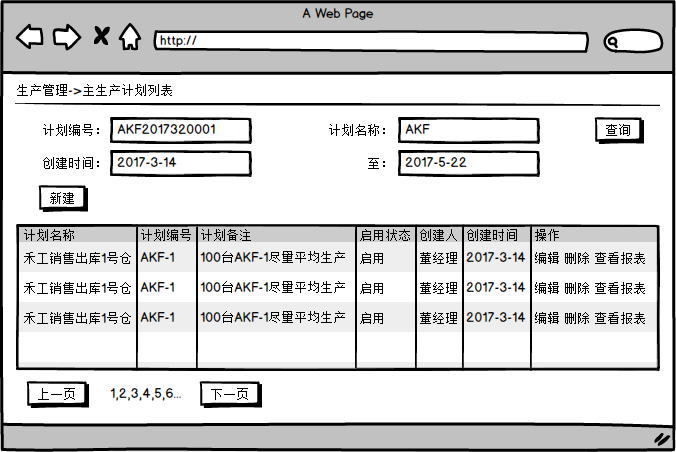 A Web Page
http://
生产管理->主生产计划列表
计划编号： AKF2017320001 计划名称： AKF 查询
创建时间： 2017-3-14 至： 2017-5-22
新建
计划名称 计划编号 计划备注 启用状态 创建人 创建时间 操作
禾工销售出库1号仓 AKF-1 100台AKF-1尽量平均生产 启用 董经理 2017-3-14 编辑 删除 查看报表
禾工销售出库1号仓 AKF-1 100台AKF-1尽量平均生产 启用 董经理 2017-3-14 编辑 删除 查看报表
禾工销售出库1号仓 AKF-1 100台AKF-1尽量平均生产 启用 董经理 2017-3-14 编辑 删除 查看报表
上一页 1,2,3,4,5,6... 下一页